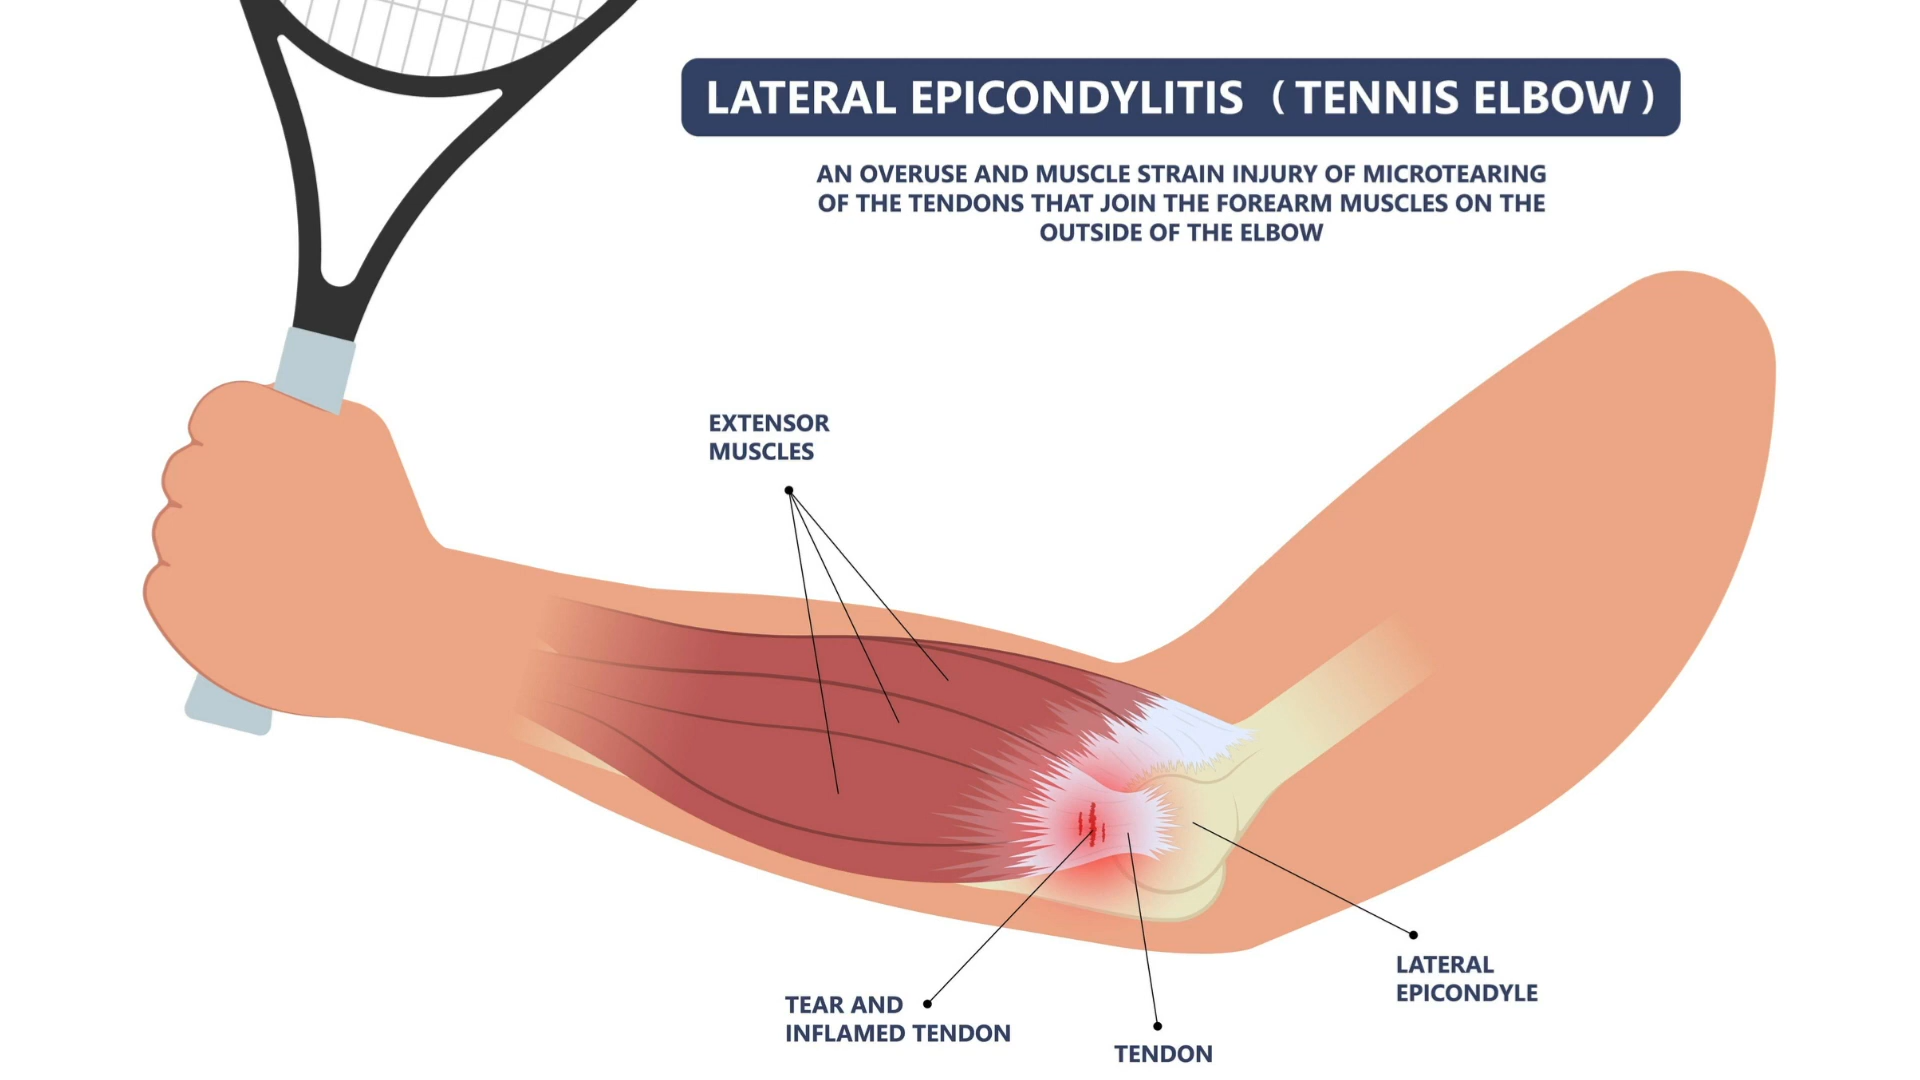 LATERAL EPICONDYLITIS (TENNIS ELBOW)
AN OVERUSE AND MUSCLE STRAIN INJURY OF MICROTEARING
OF THE TENDONS THAT JOIN THE FOREARM MUSCLES ON THE
OUTSIDE OF THE ELBOW
EXTENSOR
MUSCLES
TEAR AND
INFLAMED TENDON
TENDON
LATERAL
EPICONDYLE